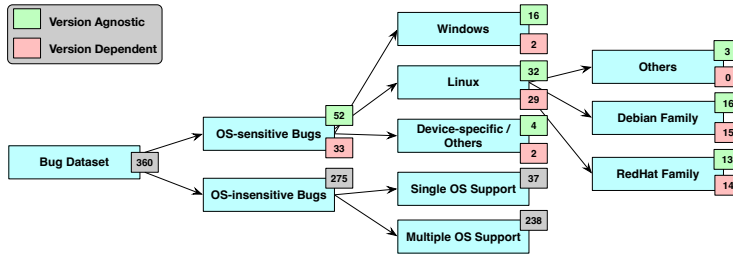 Version Agnostic
Version Dependent
Bug Dataset
360
OS-sensitive Bugs
52
33
OS-insensitive Bugs
275
Windows
16
2
Linux
32
29
Device-specific /
Others
4
2
Single OS Support
37
Multiple OS Support
238
Others
3
0
Debian Family
16
15
RedHat Family
13
14